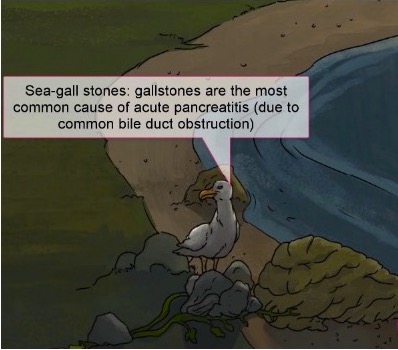 Sea-gall stones: gallstones are the most
common cause of acute pancreatitis (due to
common bile duct obstruction)